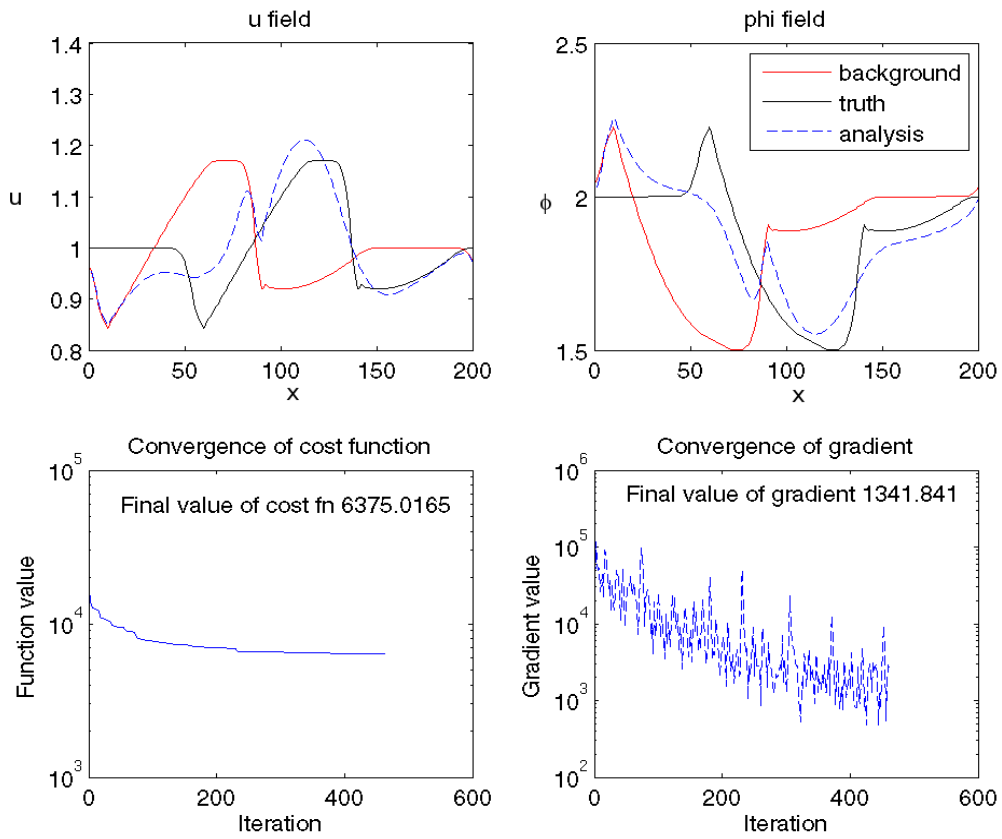 u field
1.4
1.3
1.2
1.1
1
0.9
0.8
u
0
50
100
150
200
x
phi field
2.5
2
1.5
ϕ
background
truth
analysis
0
50
100
150
200
x
Convergence of cost function
Final value of cost fn 6375.0165
10^5
10^4
10^3
Function value
0
200
400
600
Iteration
Convergence of gradient
Final value of gradient 1341.841
10^6
10^5
10^4
10^3
10^2
Gradient value
0
200
400
600
Iteration